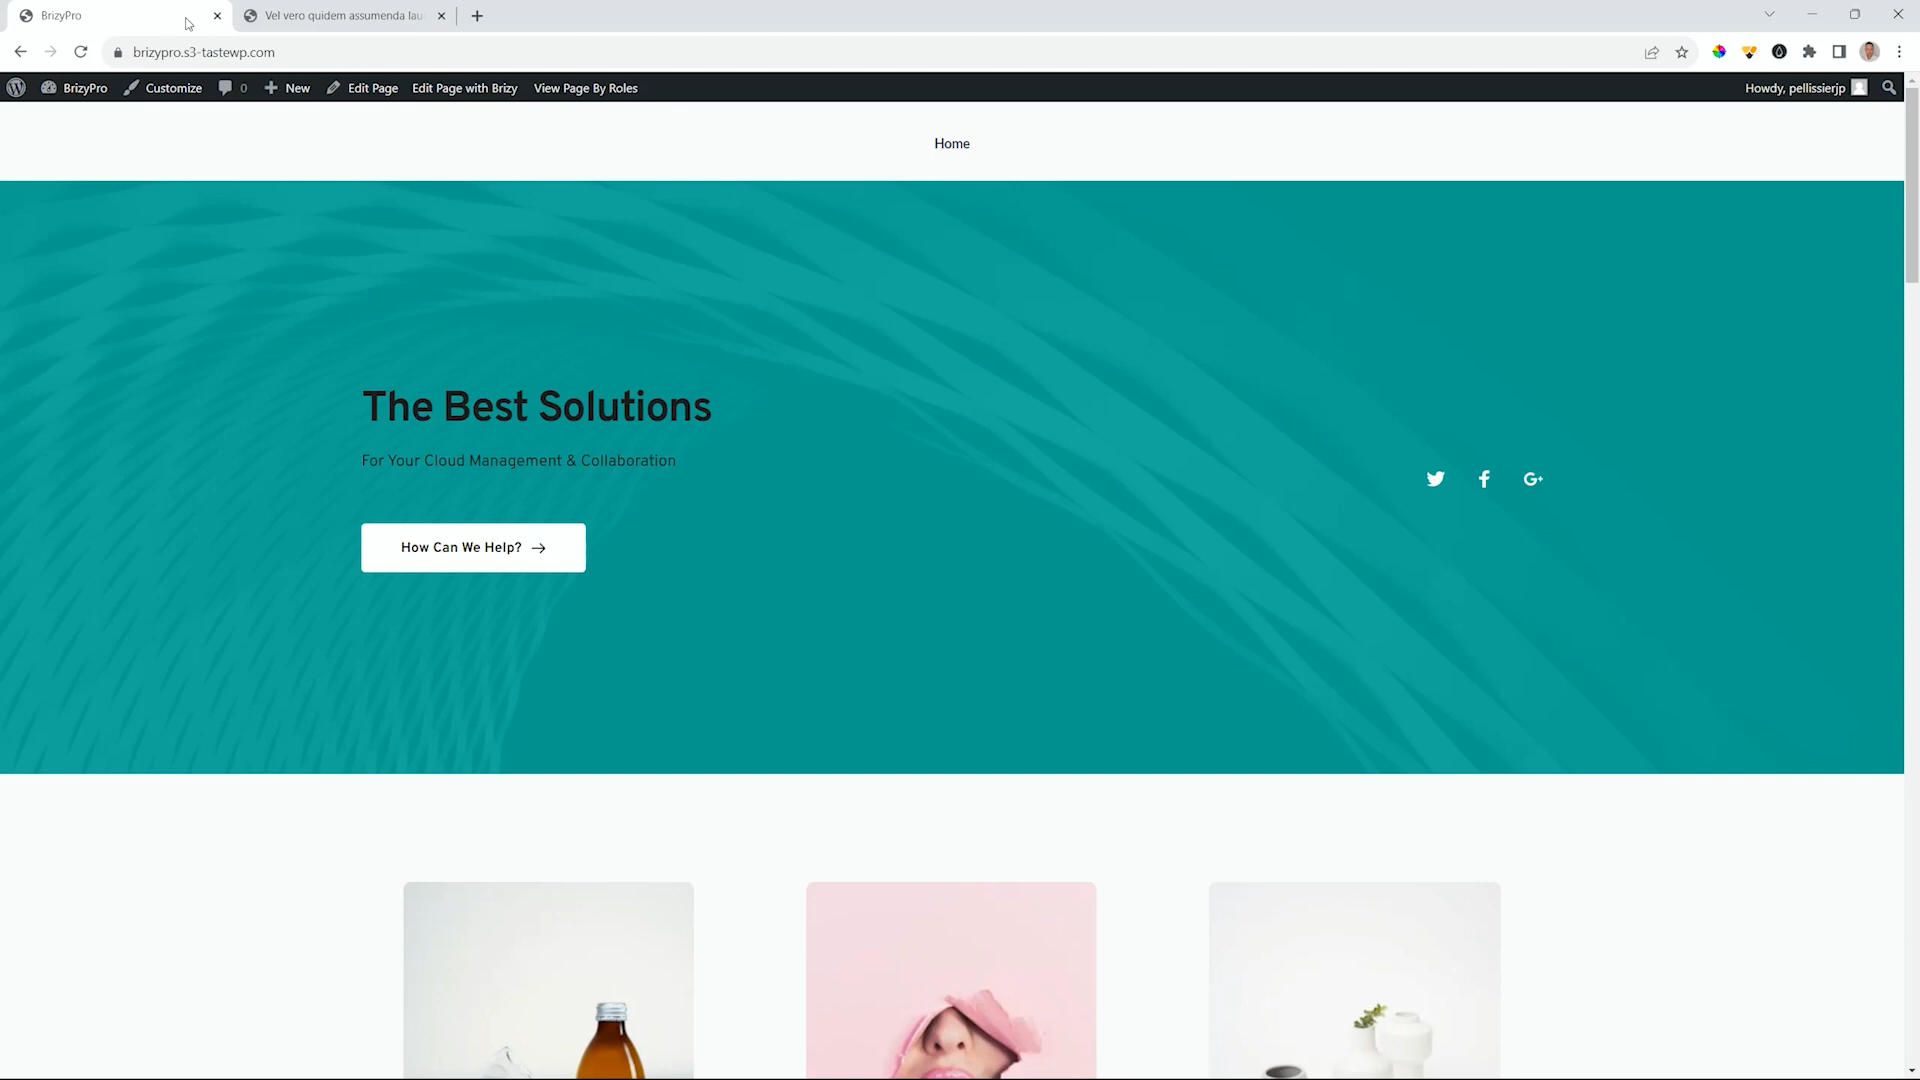 BrizyPro
Vel vero quidem assumenda lau
brizypro.s3-tastewp.com
BrizyPro Customize 0 New Edit Page Edit Page with Brizy View Page By Roles Howdy, pellissierjp
Home
The Best Solutions
For Your Cloud Management & Collaboration
How Can We Help?